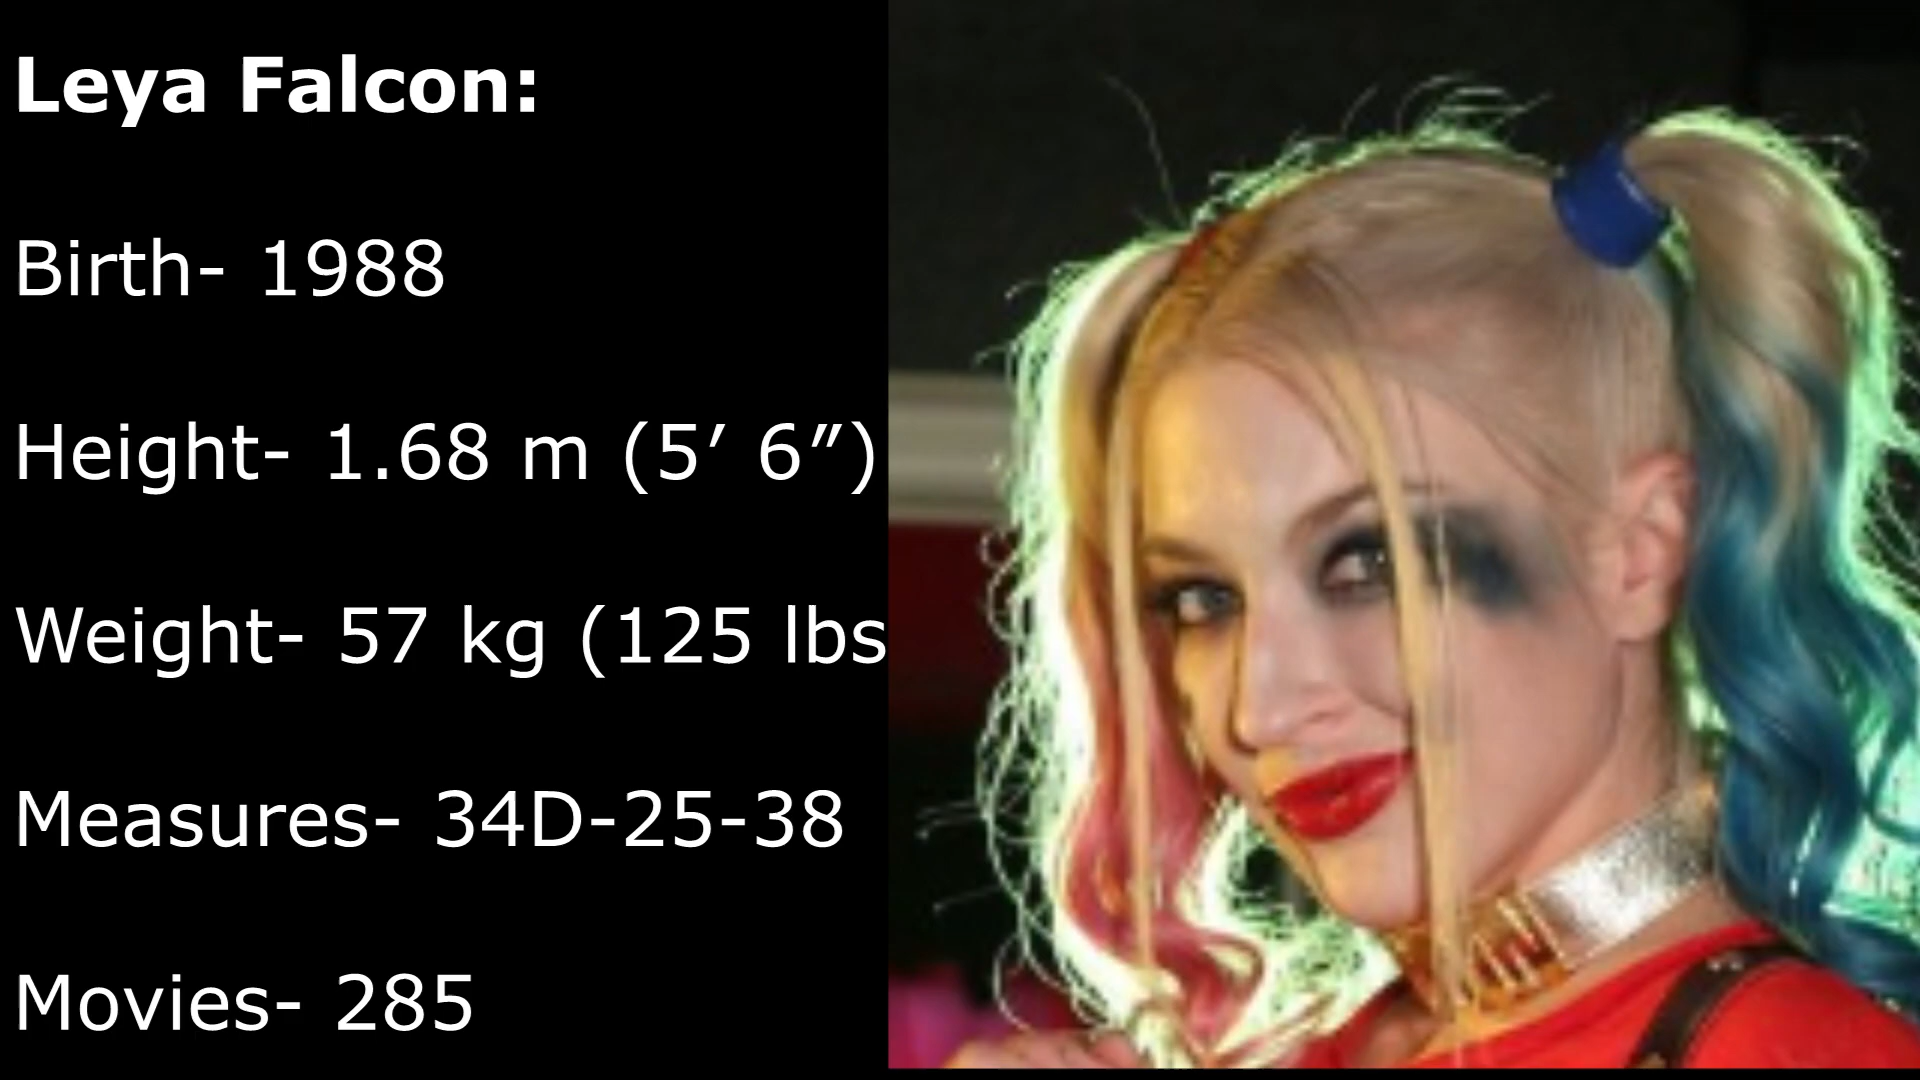 Leya Falcon:
Birth- 1988
Height- 1.68 m (5′ 6″)
Weight- 57 kg (125 lbs
Measures- 34D-25-38
Movies- 285